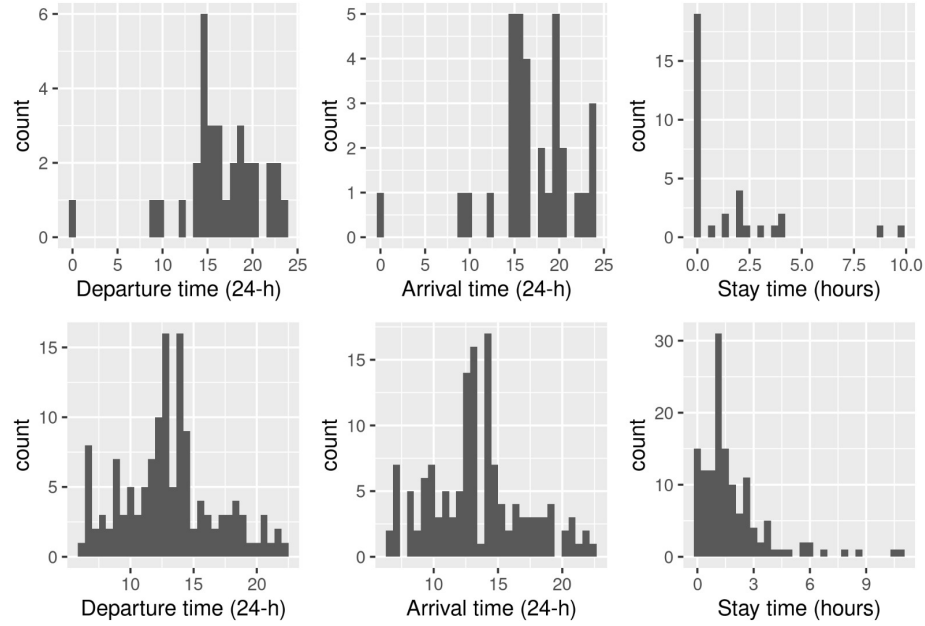 6
4
2
0
count
0 5 10 15 20 25
Departure time (24-h)
5
4
3
2
1
0
count
0 5 10 15 20 25
Arrival time (24-h)
15
10
5
0
count
0.0 2.5 5.0 7.5 10.0
Stay time (hours)
15
10
5
0
count
10 15 20
Departure time (24-h)
15
10
5
0
count
10 15 20
Arrival time (24-h)
30
20
10
0
count
0 3 6 9
Stay time (hours)